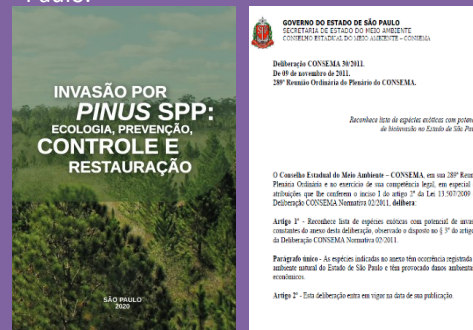 Paulo.
INVASÃO POR
PINUS SPP:
ECOLOGIA, PREVENÇÃO,
CONTROLE E
RESTAURAÇÃO
SÃO PAULO
2020
GOVERNO DO ESTADO DE SÃO PAULO
SECRETARIA DE ESTADO DO MEIO AMBIENTE
CONSELHO ESTADUAL DO MEIO AMBIENTE – CONSEMA
Deliberação CONSEMA 30/2011.
De 09 de novembro de 2011.
289ª Reunião Ordinária do Plenário do CONSEMA.
Reconhece lista de espécies exóticas com
de bioinvasão no Estado de São
O Conselho Estadual do Meio Ambiente – CONSEMA, em sua 289ª
Plenária Ordinária e no exercício de sua competência legal, em especial
atribuições que lhe conferem o inciso I do artigo 2º da Lei 13.507/2009
Deliberação CONSEMA Normativa 02/2011, delibera:
Artigo 1º - Reconhece lista de espécies exóticas com potencial de
constantes do anexo desta deliberação, observado o disposto no § 3º do
da Deliberação CONSEMA Normativa 02/2011.
Parágrafo único - As espécies indicadas no anexo têm ocorrência registrada
ambiente natural do Estado de São Paulo e têm provocado danos
econômicos.
Artigo 2º - Esta deliberação entra em vigor na data de sua publicação.